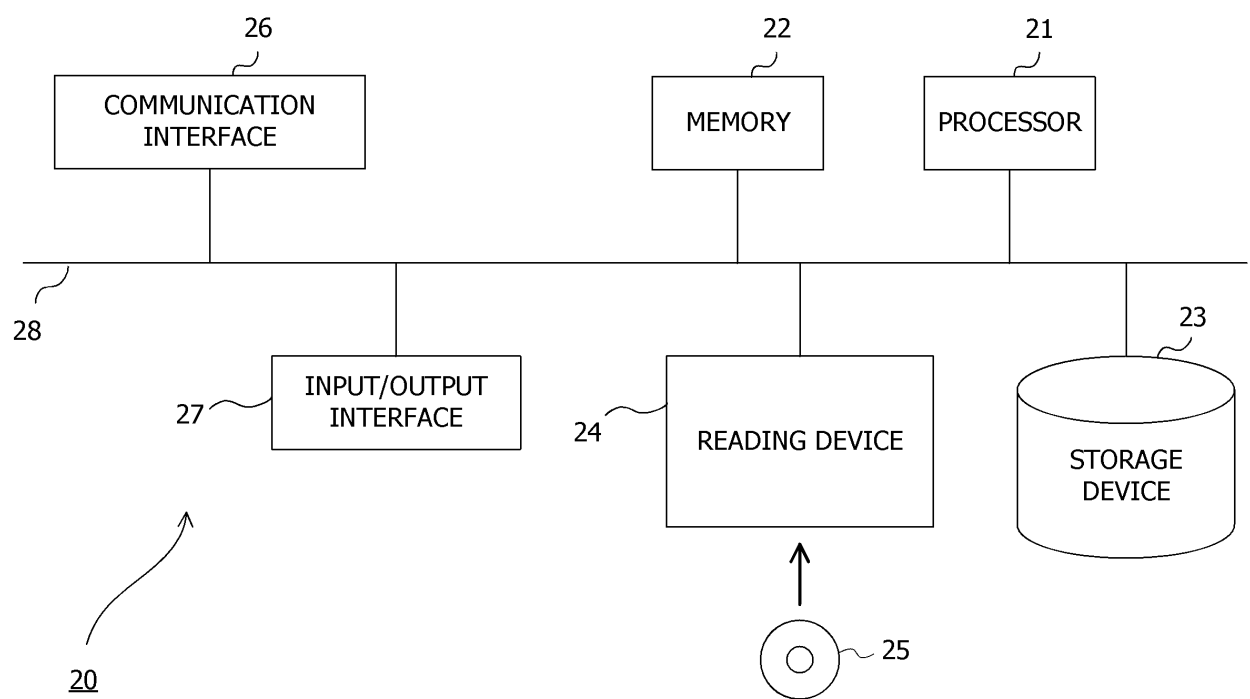 26
22
21
COMMUNICATION
INTERFACE
MEMORY
PROCESSOR
28
23
INPUT/OUTPUT
INTERFACE
27
24
READING DEVICE
STORAGE
DEVICE
25
20